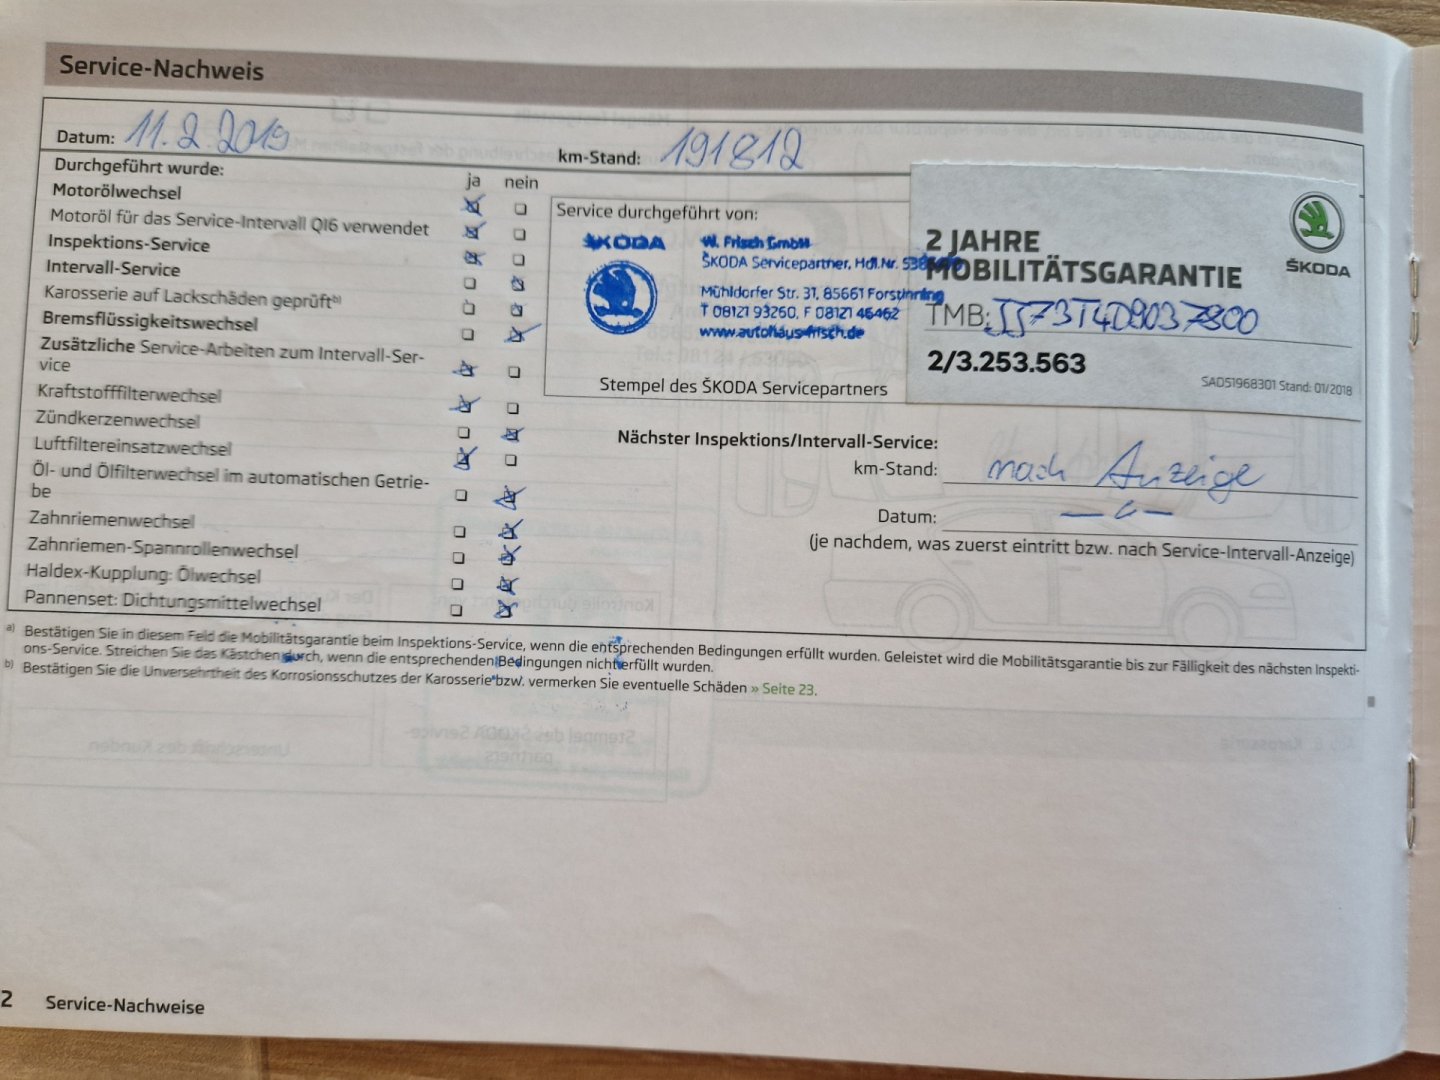 Service-Nachweis
Datum: 11.2.2019
km-Stand: 191812
Durchgeführt wurde:
ja nein
Motorölwechsel
Motoröl für das Service-Intervall QI6 verwendet
Inspektions-Service
Intervall-Service
Karosserie auf Lackschäden geprüft b)
Bremsflüssigkeitswechsel
Zusätzliche Service-Arbeiten zum Intervall-Ser-
vice
Kraftstofffilterwechsel
Zündkerzenwechsel
Luftfiltereinsatzwechsel
Öl- und Ölfilterwechsel im automatischen Getrie-
be
Zahnriemenwechsel
Zahnriemen-Spannrollenwechsel
Haldex-Kupplung: Ölwechsel
Pannenset: Dichtungsmittelwechsel
Service durchgeführt von:
ŠKODA
W. Frisch GmbH
ŠKODA Servicepartner, Hdl.Nr.
Mühldorfer Str. 31, 85661 Forstinning
T 08121 93260, F 08121 46462
www.autohaus-frisch.de
Stempel des ŠKODA Servicepartners
2 JAHRE
MOBILITÄTSGARANTIE
ŠKODA
TMB:
2/3.253.563
SAD51968301 Stand: 01/2018
Nächster Inspektions/Intervall-Service:
km-Stand: nach Anzeige
Datum:
(je nachdem, was zuerst eintritt bzw. nach Service-Intervall-Anzeige)
a) Bestätigen Sie in diesem Feld die Mobilitätsgarantie beim Inspektions-Service, wenn die entsprechenden Bedingungen erfüllt wurden. Geleistet wird die Mobilitätsgarantie bis zur Fälligkeit des nächsten Inspekti-
ons-Service. Streichen Sie das Kästchen durch, wenn die entsprechenden Bedingungen nicht erfüllt wurden.
b) Bestätigen Sie die Unversehrtheit des Korrosionsschutzes der Karosserie bzw. vermerken Sie eventuelle Schäden » Seite 23.
2 Service-Nachweise